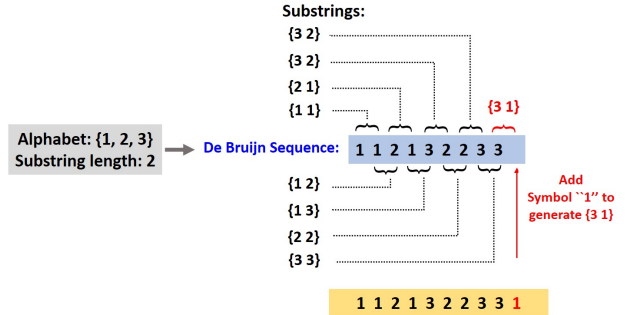 Substrings:
{3 2}
{3 2}
{2 1}
{1 1}
{3 1}
Alphabet: {1, 2, 3}
Substring length: 2
De Bruijn Sequence: 1 1 2 1 3 2 2 3 3
{1 2}
{1 3}
{2 2}
{3 3}
Add
Symbol ``1’’ to
generate {3 1}
1 1 2 1 3 2 2 3 3 1